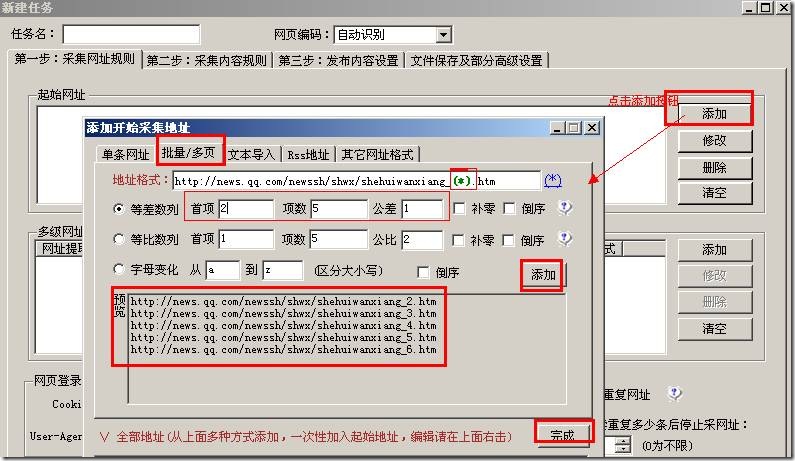 新建任务
任务名：
网页编码：
自动识别
第一步：采集网址规则
第二步：采集内容规则
第三步：发布内容设置
文件保存及部分高级设置
起始网址
点击添加按钮
添加
修改
删除
清空
添加开始采集地址
单条网址
批量/多页
文本导入
Rss地址
其它网址格式
地址格式：
http://news.qq.com/newssh/shwx/shehuiwanxiang_(*).htm
(*)
等差数列 首项 2 项数 5 公差 1 补零 倒序
等比数列 首项 1 项数 5 公比 2 补零 倒序
字母变化 从 a 到 z (区分大小写) 倒序
添加
预览
http://news.qq.com/newssh/shwx/shehuiwanxiang_2.htm
http://news.qq.com/newssh/shwx/shehuiwanxiang_3.htm
http://news.qq.com/newssh/shwx/shehuiwanxiang_4.htm
http://news.qq.com/newssh/shwx/shehuiwanxiang_5.htm
http://news.qq.com/newssh/shwx/shehuiwanxiang_6.htm
∨ 全部地址(从上面多种方式添加，一次性加入起始地址，编辑请在上面右击)
完成
多级网址
网址提取
式
添加
修改
删除
清空
网页登录
Cooki
User-Agen
重复网址
重复多少条后停止采网址：
(0为不限)